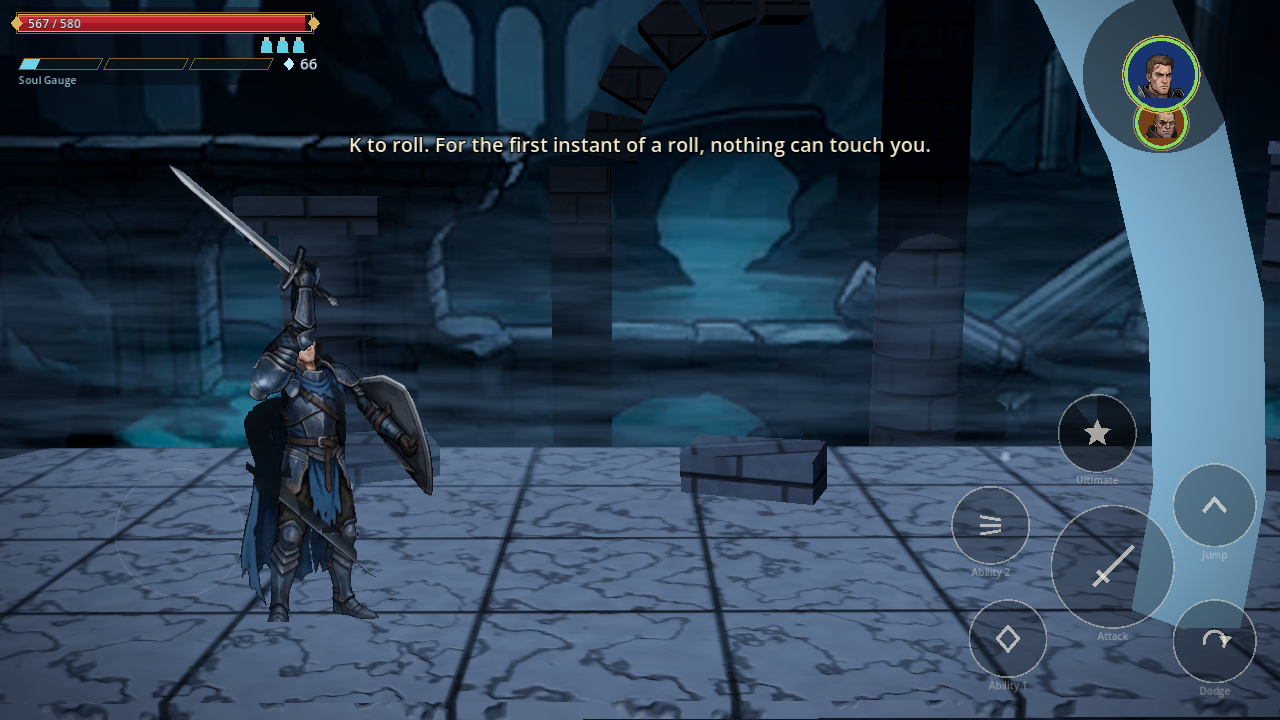 567 / 580
66
Soul Gauge
K to roll. For the first instant of a roll, nothing can touch you.
Ultimate
Jump
Ability 2
Attack
Ability 1
Dodge